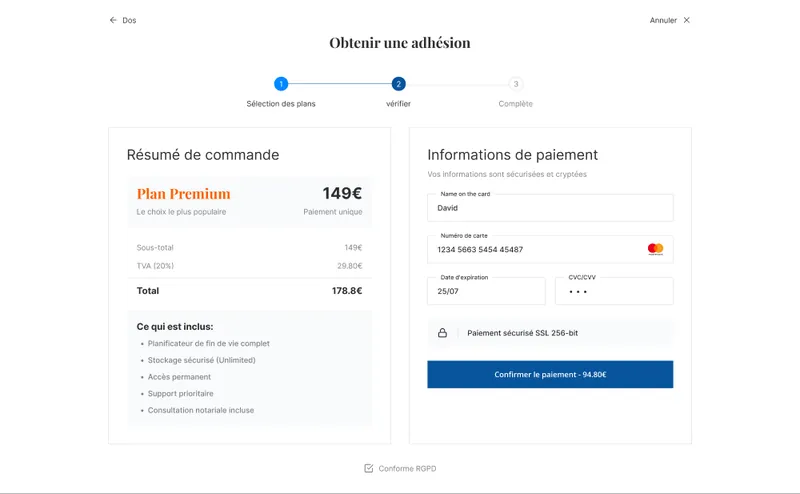 Dos
Annuler
Obtenir une adhésion
1
2
3
Sélection des plans
vérifier
Complète
Résumé de commande
Plan Premium
149€
Le choix le plus populaire
Paiement unique
Sous-total
149€
TVA (20%)
29.80€
Total
178.8€
Ce qui est inclus:
• Planificateur de fin de vie complet
• Stockage sécurisé (Unlimited)
• Accès permanent
• Support prioritaire
• Consultation notariale incluse
Informations de paiement
Vos informations sont sécurisées et cryptées
Name on the card
David
Numéro de carte
1234 5663 5454 45487
Date d'expiration
25/07
CVC/CVV
• • •
Paiement sécurisé SSL 256-bit
Confirmer le paiement - 94.80€
Conforme RGPD